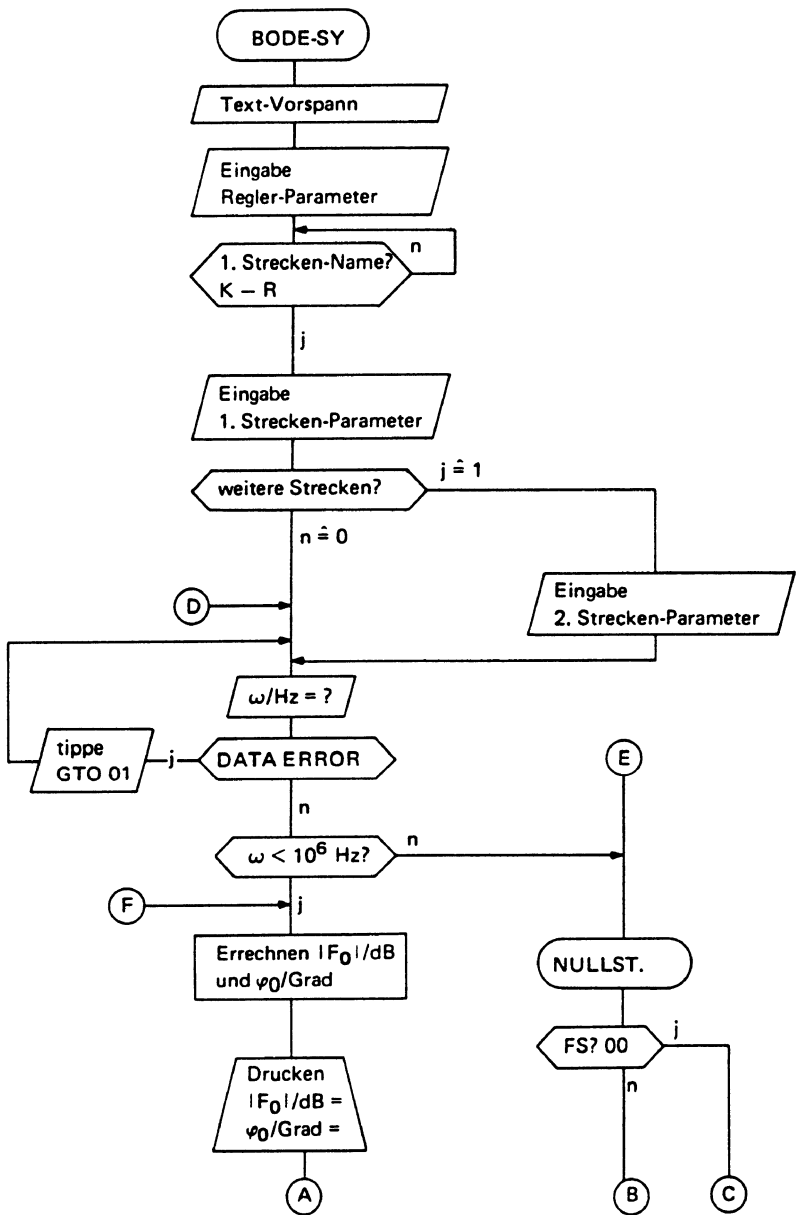 BODE-SY
Text-Vorspann
Eingabe
Regler-Parameter
n
1. Strecken-Name?
K – R
j
Eingabe
1. Strecken-Parameter
weitere Strecken?
j ≙ 1
n ≙ 0
Eingabe
2. Strecken-Parameter
D
ω/Hz = ?
tippe
GTO 01
j
DATA ERROR
n
E
ω < 10⁶ Hz?
n
F
j
Errechnen |F₀|/dB
und φ₀/Grad
NULLST.
FS? 00
j
n
Drucken
|F₀|/dB =
φ₀/Grad =
A
B
C